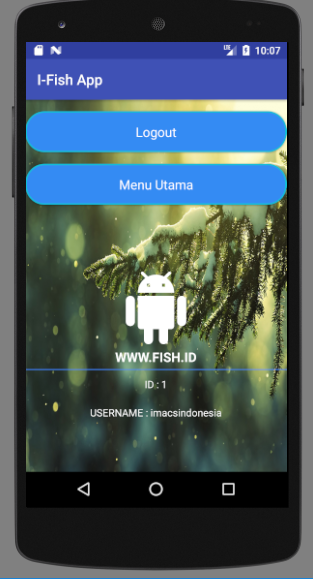 10:07
I-Fish App
Logout
Menu Utama
WWW.FISH.ID
ID : 1
USERNAME : imacsindonesia